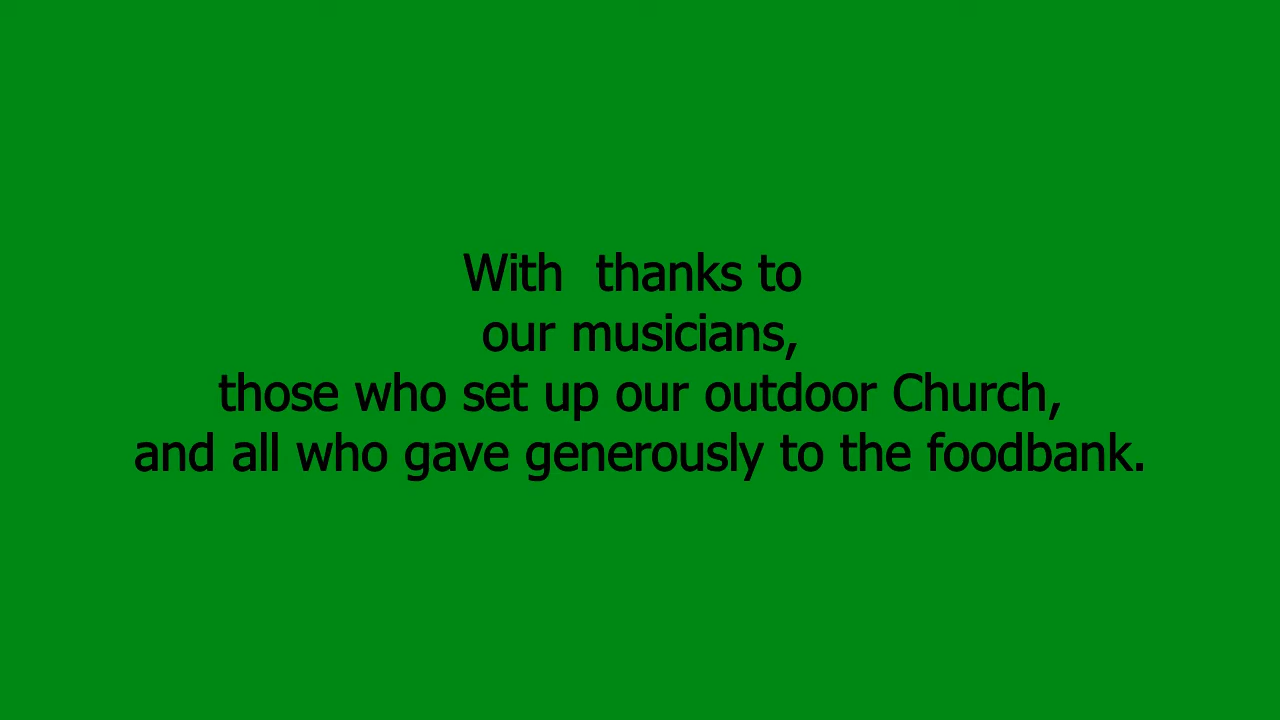 With  thanks to
our musicians,
those who set up our outdoor Church,
and all who gave generously to the foodbank.